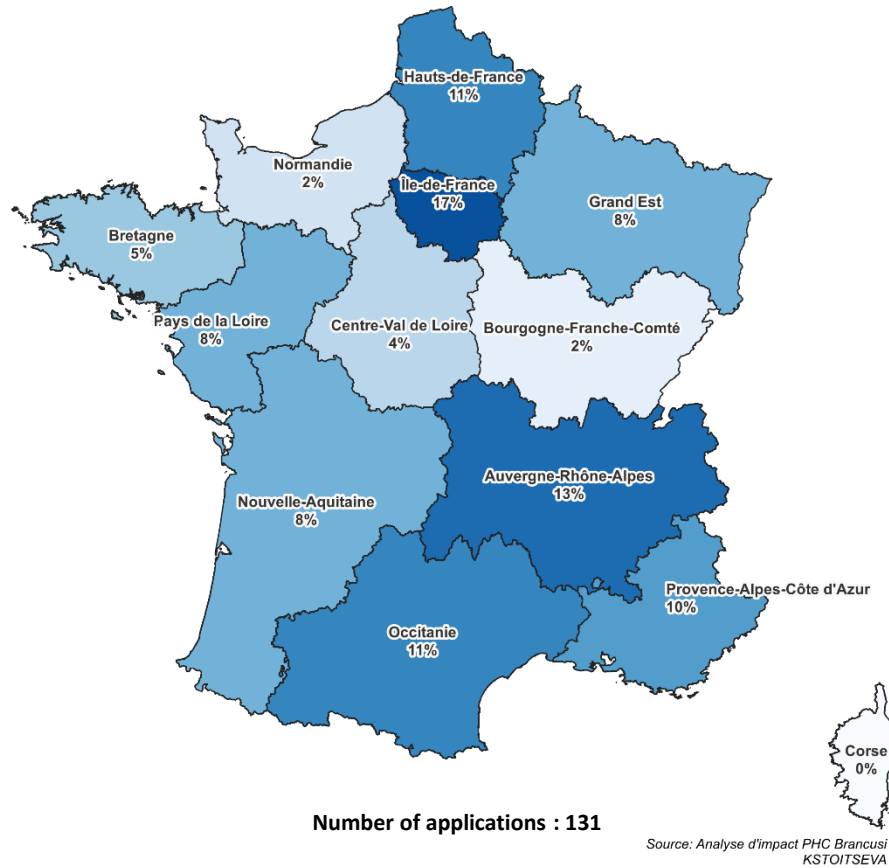 Hauts-de-France
11%
Normandie
2%
Île-de-France
17%
Grand Est
8%
Bretagne
5%
Pays de la Loire
8%
Centre-Val de Loire
4%
Bourgogne-Franche-Comté
2%
Auvergne-Rhône-Alpes
13%
Nouvelle-Aquitaine
8%
Provence-Alpes-Côte d'Azur
10%
Occitanie
11%
Corse
0%
Number of applications : 131
Source: Analyse d'impact PHC Brancusi
KSTOITSEVA